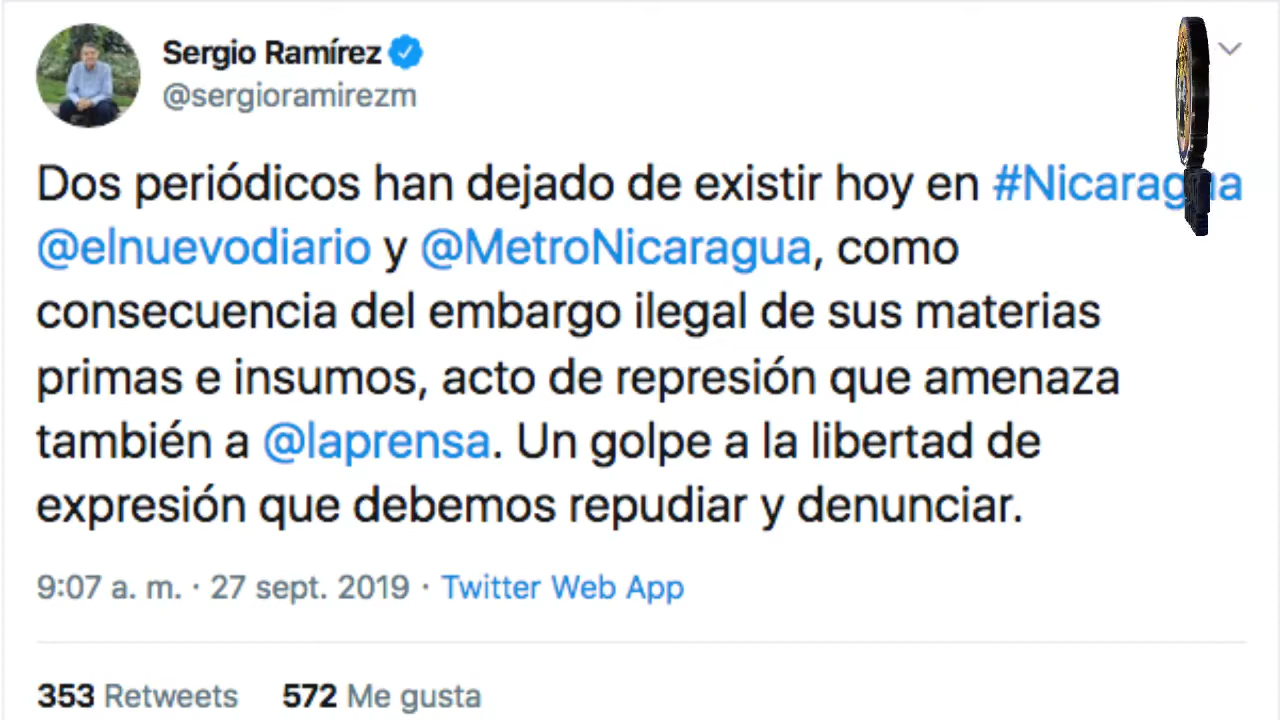 Sergio Ramírez
@sergioramirezm
Dos periódicos han dejado de existir hoy en #Nicaragua
@elnuevodiario y @MetroNicaragua, como
consecuencia del embargo ilegal de sus materias
primas e insumos, acto de represión que amenaza
también a @laprensa. Un golpe a la libertad de
expresión que debemos repudiar y denunciar.
9:07 a. m. · 27 sept. 2019 · Twitter Web App
353 Retweets 572 Me gusta